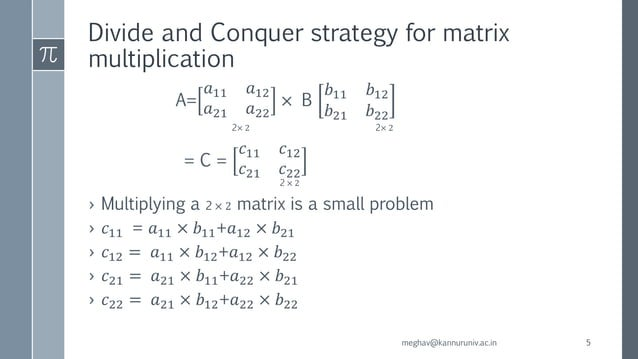 π
Divide and Conquer strategy for matrix
multiplication
A= [a₁₁ a₁₂
a₂₁ a₂₂] 2×2 × B [b₁₁ b₁₂
b₂₁ b₂₂] 2×2
= C = [c₁₁ c₁₂
c₂₁ c₂₂] 2×2
› Multiplying a 2×2 matrix is a small problem
› c₁₁ = a₁₁ × b₁₁+a₁₂ × b₂₁
› c₁₂ = a₁₁ × b₁₂+a₁₂ × b₂₂
› c₂₁ = a₂₁ × b₁₁+a₂₂ × b₂₁
› c₂₂ = a₂₁ × b₁₂+a₂₂ × b₂₂
meghav@kannuruniv.ac.in 5